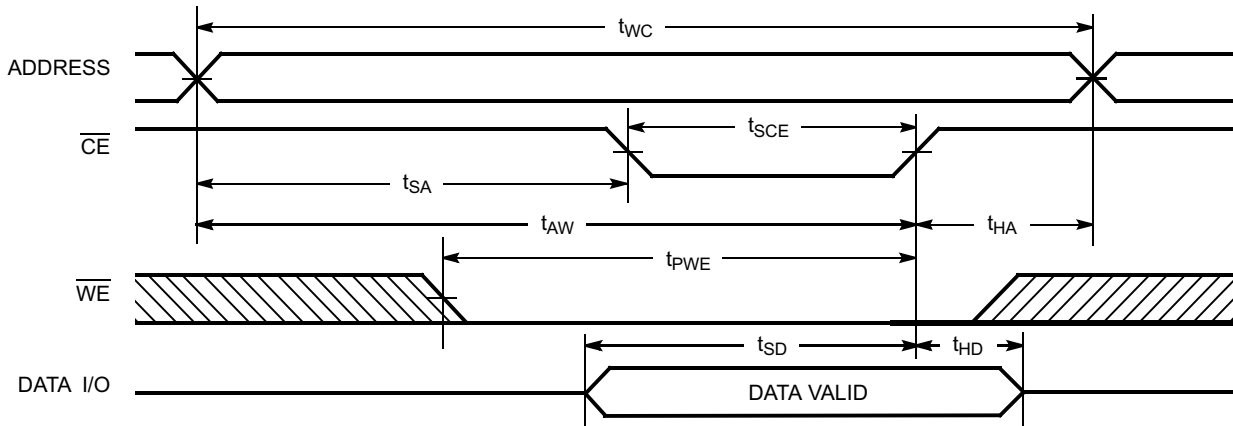 tWC
ADDRESS
CE
tSCE
tSA
tAW
tHA
tPWE
WE
tSD
tHD
DATA I/O
DATA VALID